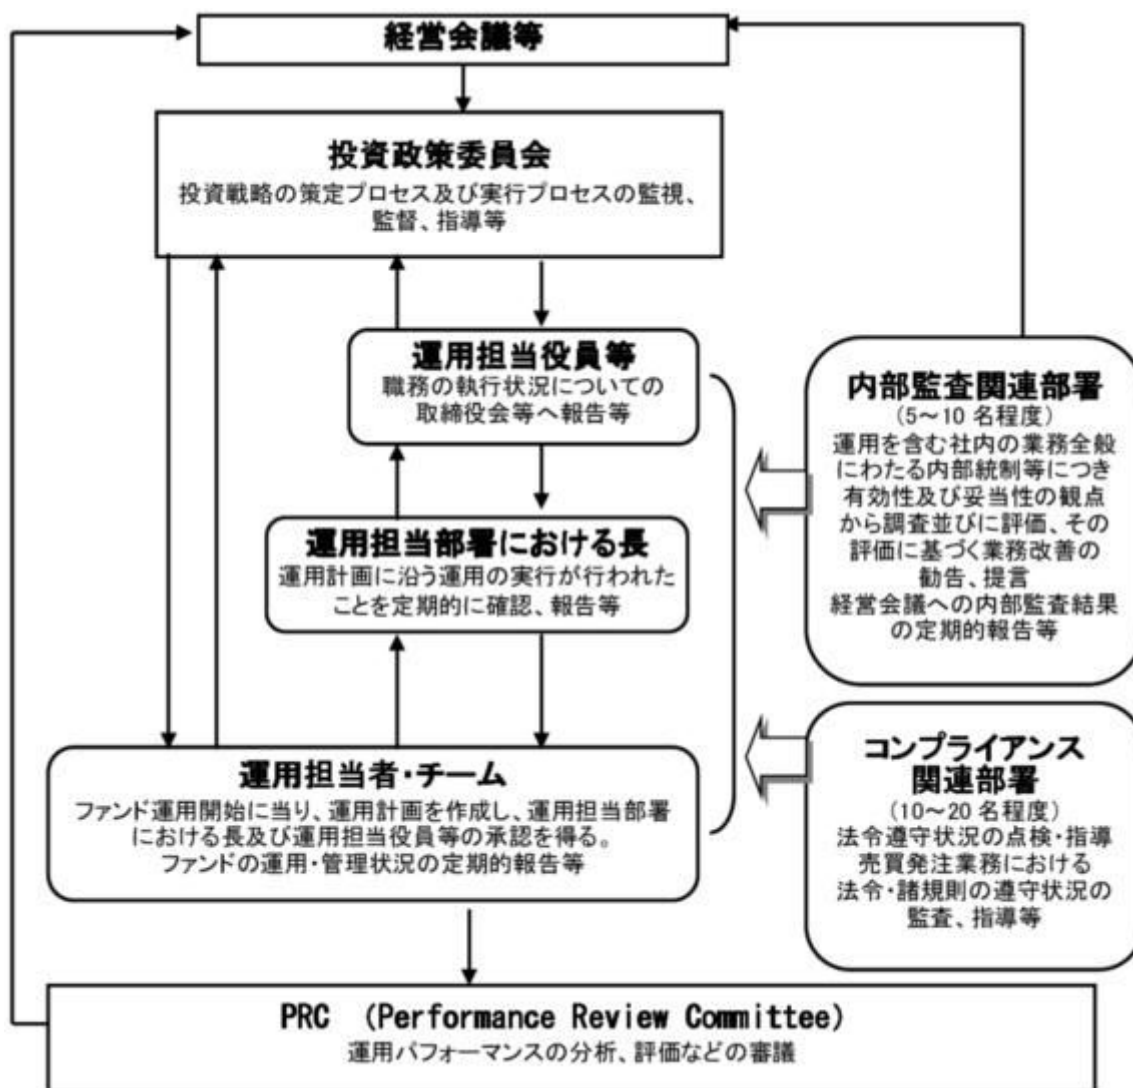 経営会議等
投資政策委員会
投資戦略の策定プロセス及び実行プロセスの監視、
監督、指導等
運用担当役員等
職務の執行状況についての
取締役会等へ報告等
運用担当部署における長
運用計画に沿う運用の実行が行われた
ことを定期的に確認、報告等
運用担当者・チーム
ファンド運用開始に当り、運用計画を作成し、運用担当部署
における長及び運用担当役員等の承認を得る。
ファンドの運用・管理状況の定期的報告等
内部監査関連部署
（5～10 名程度）
運用を含む社内の業務全般
にわたる内部統制等につき
有効性及び妥当性の観点
から調査並びに評価、その
評価に基づく業務改善の
勧告、提言
経営会議への内部監査結果
の定期的報告等
コンプライアンス
関連部署
（10～20 名程度）
法令遵守状況の点検・指導
売買発注業務における
法令・諸規則の遵守状況の
監査、指導等
PRC （Performance Review Committee）
運用パフォーマンスの分析、評価などの審議